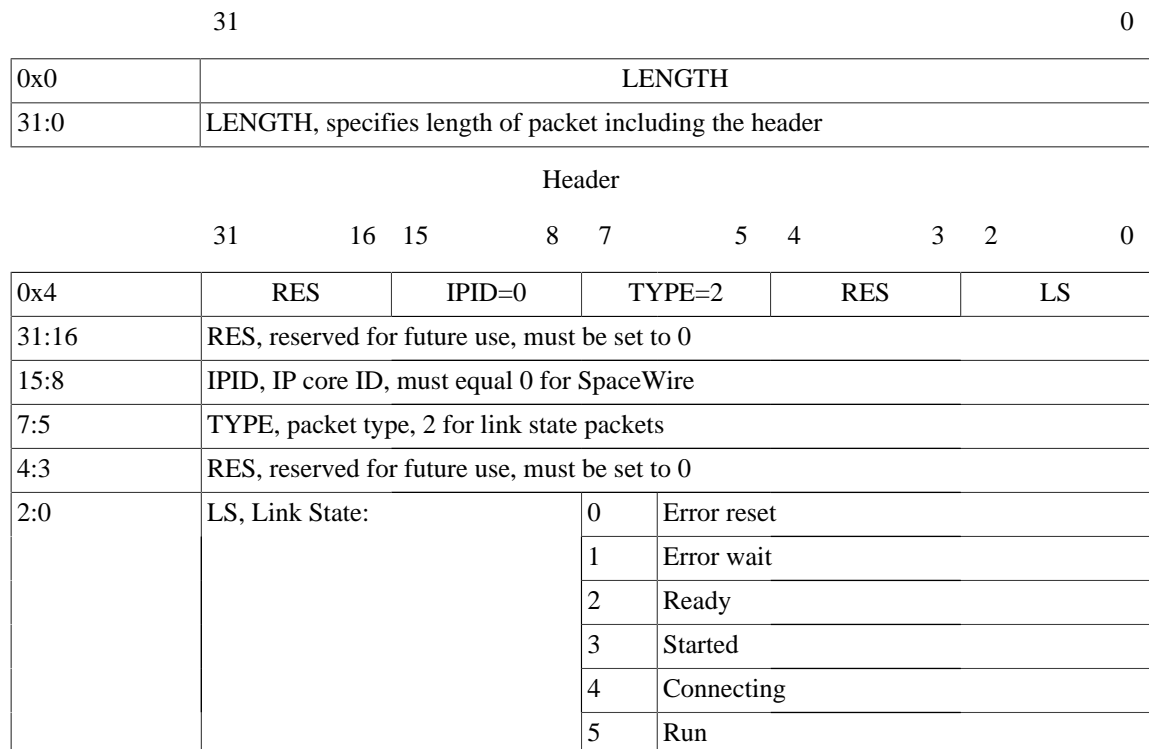 31 0
0x0 LENGTH
31:0 LENGTH, specifies length of packet including the header
Header
31 16 15 8 7 5 4 3 2 0
0x4 RES IPID=0 TYPE=2 RES LS
31:16 RES, reserved for future use, must be set to 0
15:8 IPID, IP core ID, must equal 0 for SpaceWire
7:5 TYPE, packet type, 2 for link state packets
4:3 RES, reserved for future use, must be set to 0
2:0 LS, Link State: 0 Error reset
1 Error wait
2 Ready
3 Started
4 Connecting
5 Run